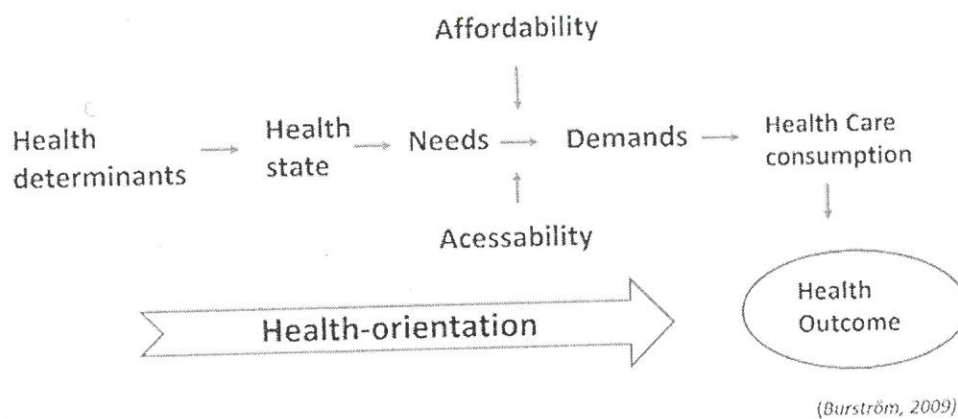 Affordability
Health
determinants
Health
state
Needs
Demands
Health Care
consumption
Acessability
Health-orientation
Health
Outcome
(Burström, 2009)